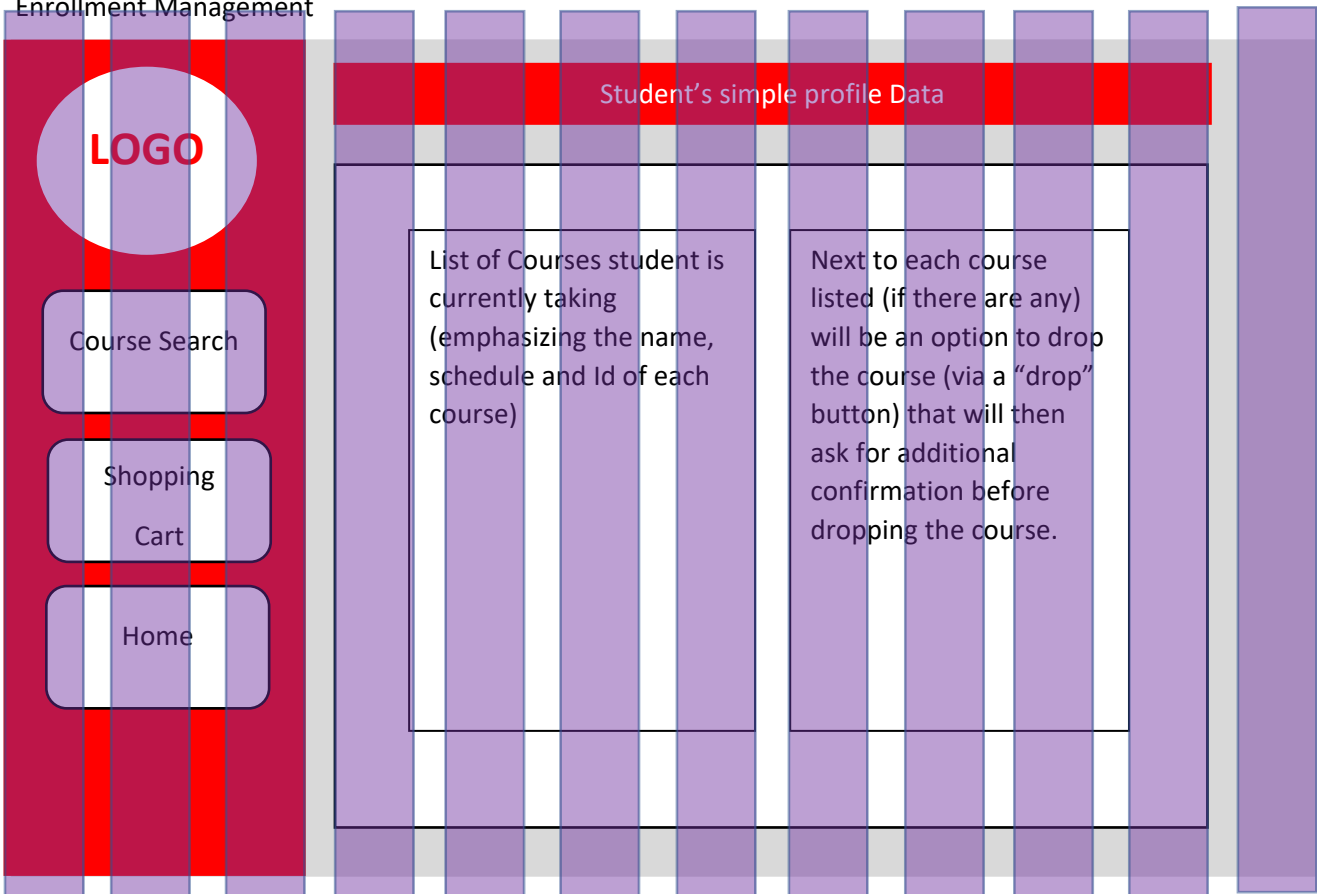 Enrollment Management
LOGO
Student’s simple profile Data
Course Search
Shopping
Cart
Home
List of Courses student is
currently taking
(emphasizing the name,
schedule and Id of each
course)
Next to each course
listed (if there are any)
will be an option to drop
the course (via a “drop”
button) that will then
ask for additional
confirmation before
dropping the course.